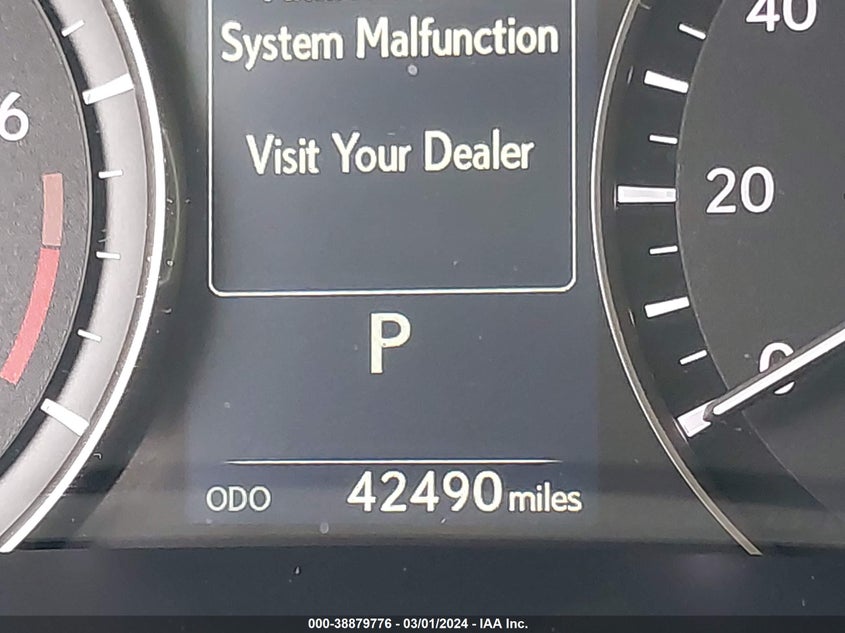 System Malfunction
Visit Your Dealer
P
ODO 42490 miles
6
40
20
0
000-38879776 - 03/01/2024 - IAA Inc.